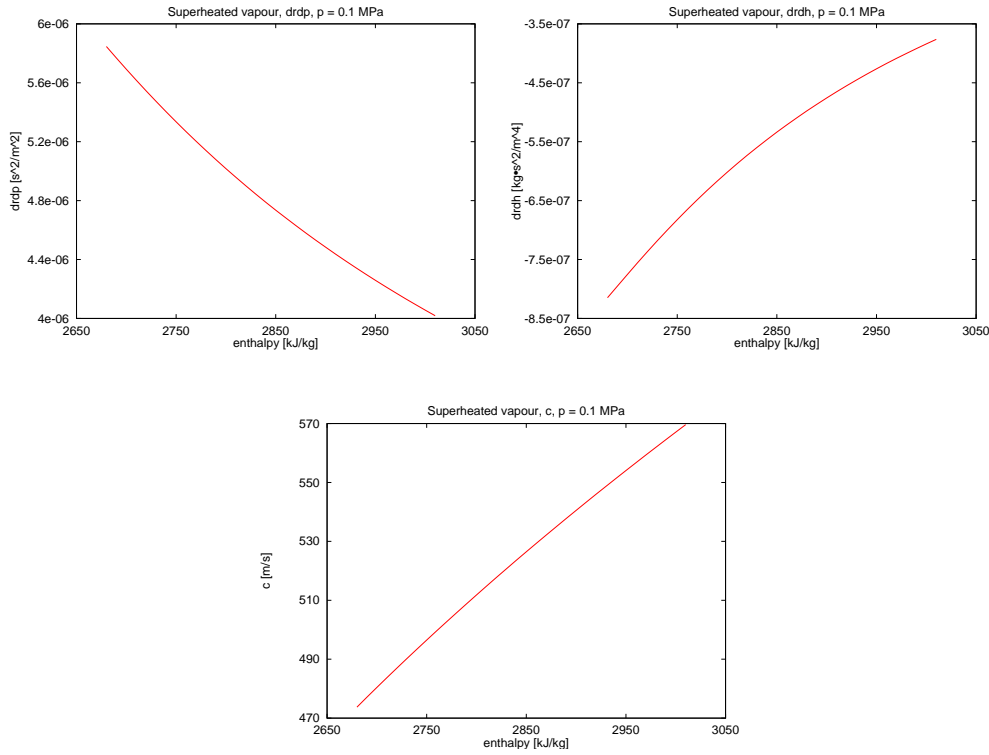 Superheated vapour, drdp, p = 0.1 MPa
6e-06
5.6e-06
5.2e-06
4.8e-06
4.4e-06
4e-06
drdp [s^2/m^2]
2650 2750 2850 2950 3050
enthalpy [kJ/kg]
Superheated vapour, drdh, p = 0.1 MPa
-3.5e-07
-4.5e-07
-5.5e-07
-6.5e-07
-7.5e-07
-8.5e-07
drdh [kg•s^2/m^4]
2650 2750 2850 2950 3050
enthalpy [kJ/kg]
Superheated vapour, c, p = 0.1 MPa
570
550
530
510
490
470
c [m/s]
2650 2750 2850 2950 3050
enthalpy [kJ/kg]